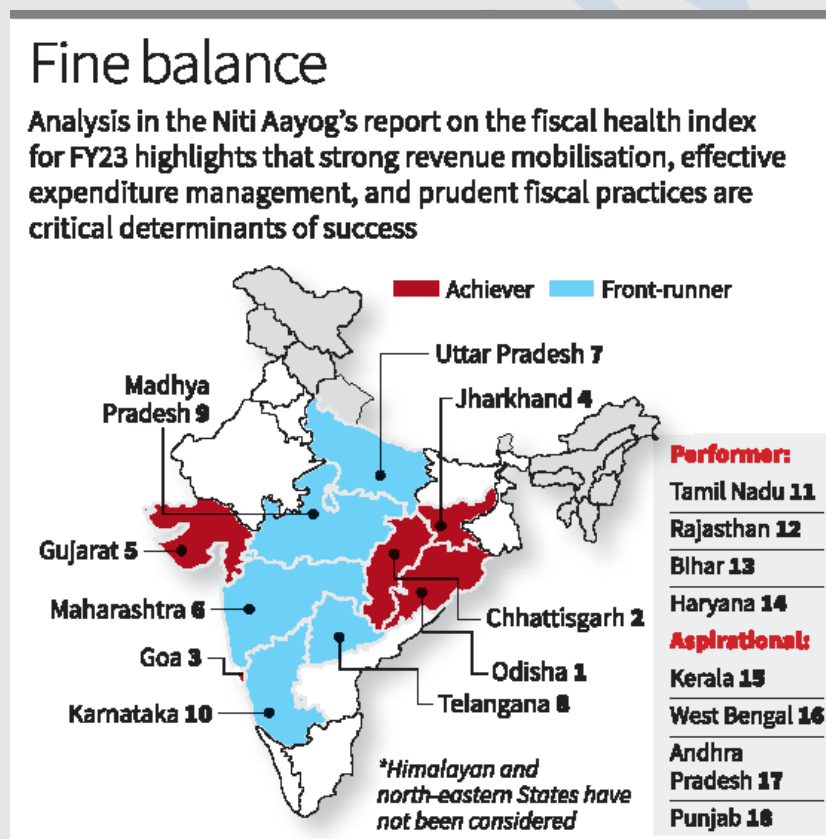 Fine balance
Analysis in the Niti Aayog's report on the fiscal health index
for FY23 highlights that strong revenue mobilisation, effective
expenditure management, and prudent fiscal practices are
critical determinants of success
Achiever Front-runner
Uttar Pradesh 7
Madhya
Pradesh 9
Jharkhand 4
Gujarat 5
Maharashtra 6
Chhattisgarh 2
Goa 3
Odisha 1
Telangana 8
Karnataka 10
*Himalayan and
north-eastern States have
not been considered
Performer:
Tamil Nadu 11
Rajasthan 12
Bihar 13
Haryana 14
Aspirational:
Kerala 15
West Bengal 16
Andhra
Pradesh 17
Punjab 18